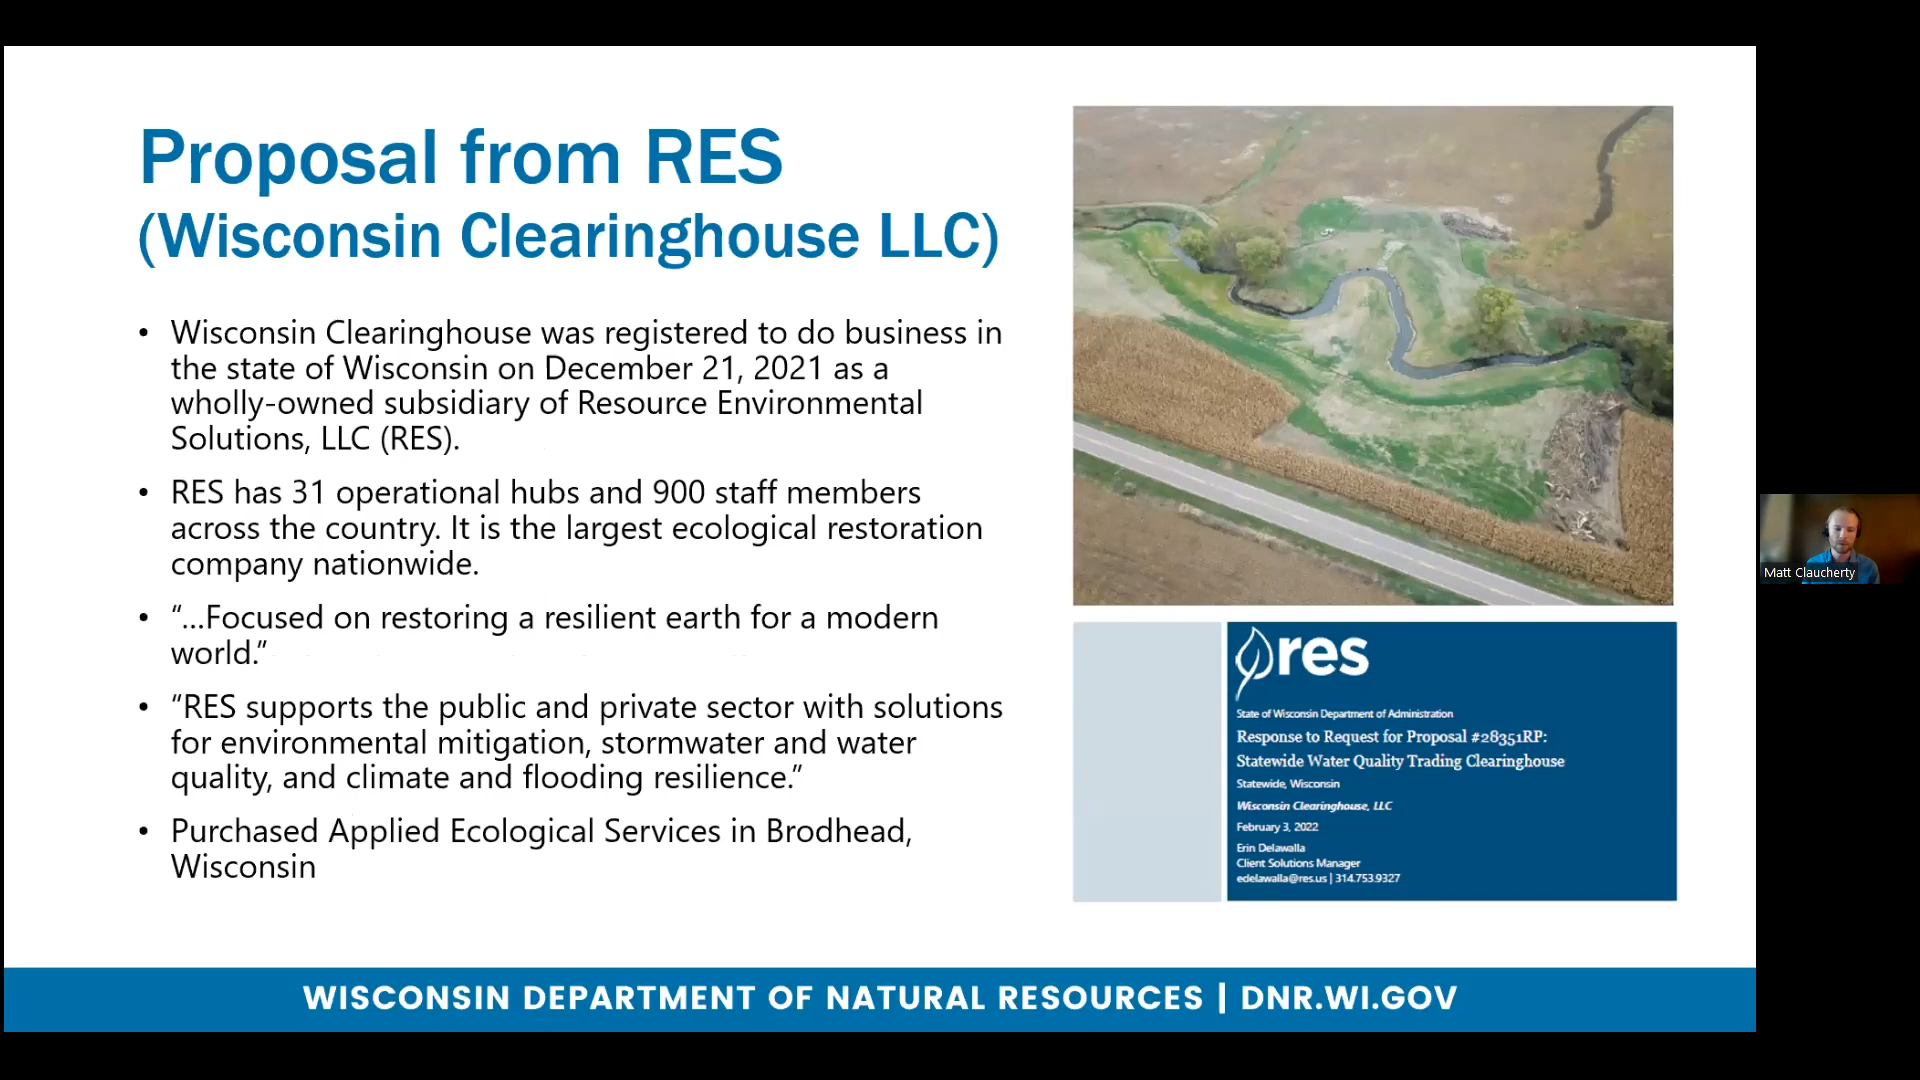 Proposal from RES
(Wisconsin Clearinghouse LLC)
• Wisconsin Clearinghouse was registered to do business in
the state of Wisconsin on December 21, 2021 as a
wholly-owned subsidiary of Resource Environmental
Solutions, LLC (RES).
• RES has 31 operational hubs and 900 staff members
across the country. It is the largest ecological restoration
company nationwide.
• “…Focused on restoring a resilient earth for a modern
world.”
• “RES supports the public and private sector with solutions
for environmental mitigation, stormwater and water
quality, and climate and flooding resilience.”
• Purchased Applied Ecological Services in Brodhead,
Wisconsin
res
State of Wisconsin Department of Administration
Response to Request for Proposal #28351RP:
Statewide Water Quality Trading Clearinghouse
Statewide, Wisconsin
Wisconsin Clearinghouse, LLC
February 3, 2022
Erin Delawalla
Client Solutions Manager
edelawalla@res.us | 314.753.9327
WISCONSIN DEPARTMENT OF NATURAL RESOURCES | DNR.WI.GOV
Matt Claucherty